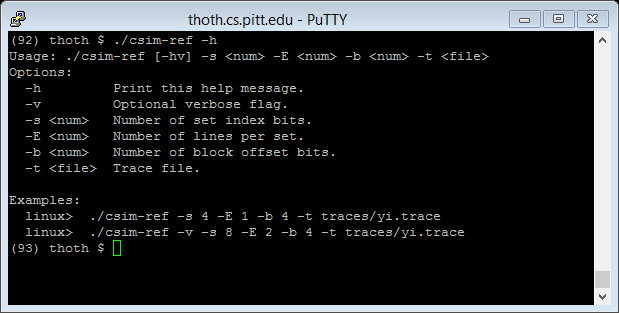 thoth.cs.pitt.edu - PuTTY
(92) thoth $ ./csim-ref -h
Usage: ./csim-ref [-hv] -s <num> -E <num> -b <num> -t <file>
Options:
  -h         Print this help message.
  -v         Optional verbose flag.
  -s <num>   Number of set index bits.
  -E <num>   Number of lines per set.
  -b <num>   Number of block offset bits.
  -t <file>  Trace file.

Examples:
  linux>  ./csim-ref -s 4 -E 1 -b 4 -t traces/yi.trace
  linux>  ./csim-ref -v -s 8 -E 2 -b 4 -t traces/yi.trace
(93) thoth $